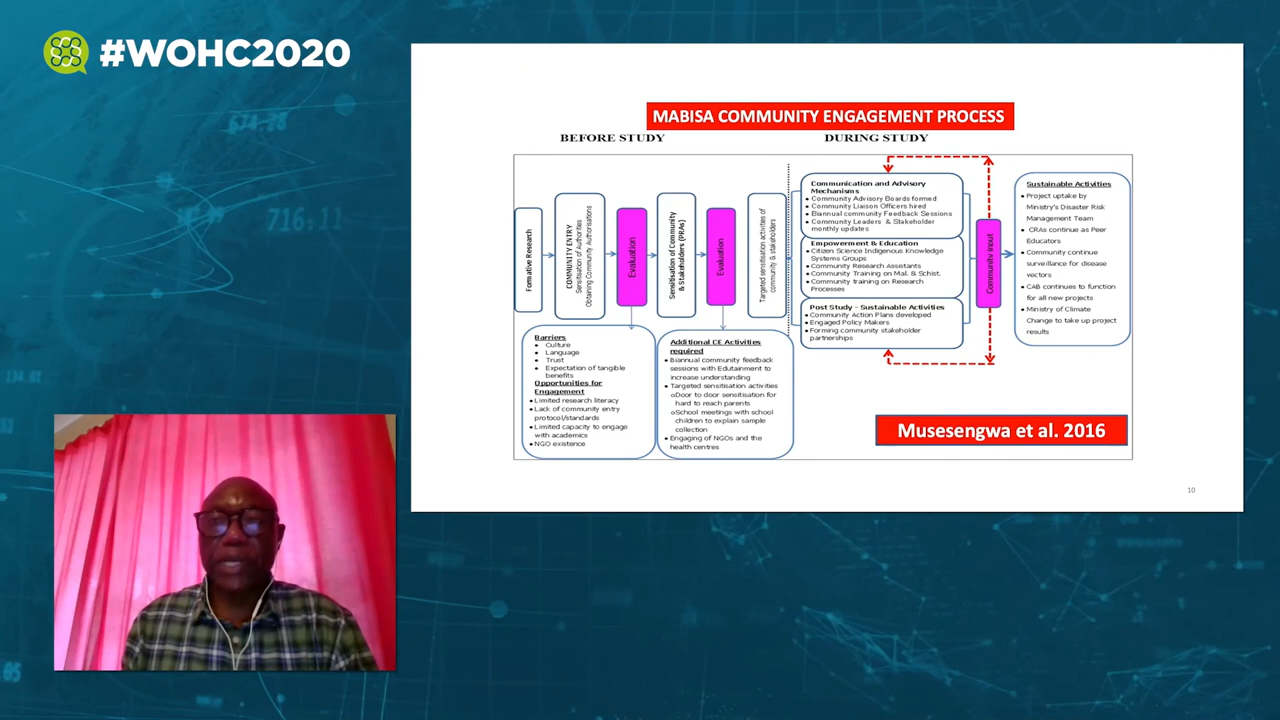 #WOHC2020
MABISA COMMUNITY ENGAGEMENT PROCESS
BEFORE STUDY
DURING STUDY
Formative Research
COMMUNITY ENTRY
Sensitisation of Authorities
Obtaining Community Authorisations
Evaluation
Sensitisation of Community
& Stakeholders (PRAs)
Evaluation
Targeted sensitisation activities of
community & stakeholders
Communication and Advisory
Mechanisms
• Community Advisory Boards formed
• Community Liaison Officers hired
• Biannual community Feedback Sessions
• Community Leaders & Stakeholder
monthly updates
Empowerment & Education
• Citizen Science Indigenous Knowledge
Systems Groups
• Community Research Assistants
• Community Training on Mal. & Schist.
• Community training on Research
Processes
Post Study - Sustainable Activities
• Community Action Plans developed
• Engaged Policy Makers
• Forming community stakeholder
partnerships
Community input
Sustainable Activities
• Project uptake by
Ministry's Disaster Risk
Management Team
• CRAs continue as Peer
Educators
• Community continue
surveillance for disease
vectors
• CAB continues to function
for all new projects
• Ministry of Climate
Change to take up project
results
Barriers
• Culture
• Language
• Trust
• Expectation of tangible
benefits
Opportunities for
Engagement
• Limited research literacy
• Lack of community entry
protocol/standards
• Limited capacity to engage
with academics
• NGO existence
Additional CE Activities
required
• Biannual community feedback
sessions with Edutainment to
increase understanding
• Targeted sensitisation activities
oDoor to door sensitisation for
hard to reach parents
oSchool meetings with school
children to explain sample
collection
• Engaging of NGOs and the
health centres
Musesengwa et al. 2016
10